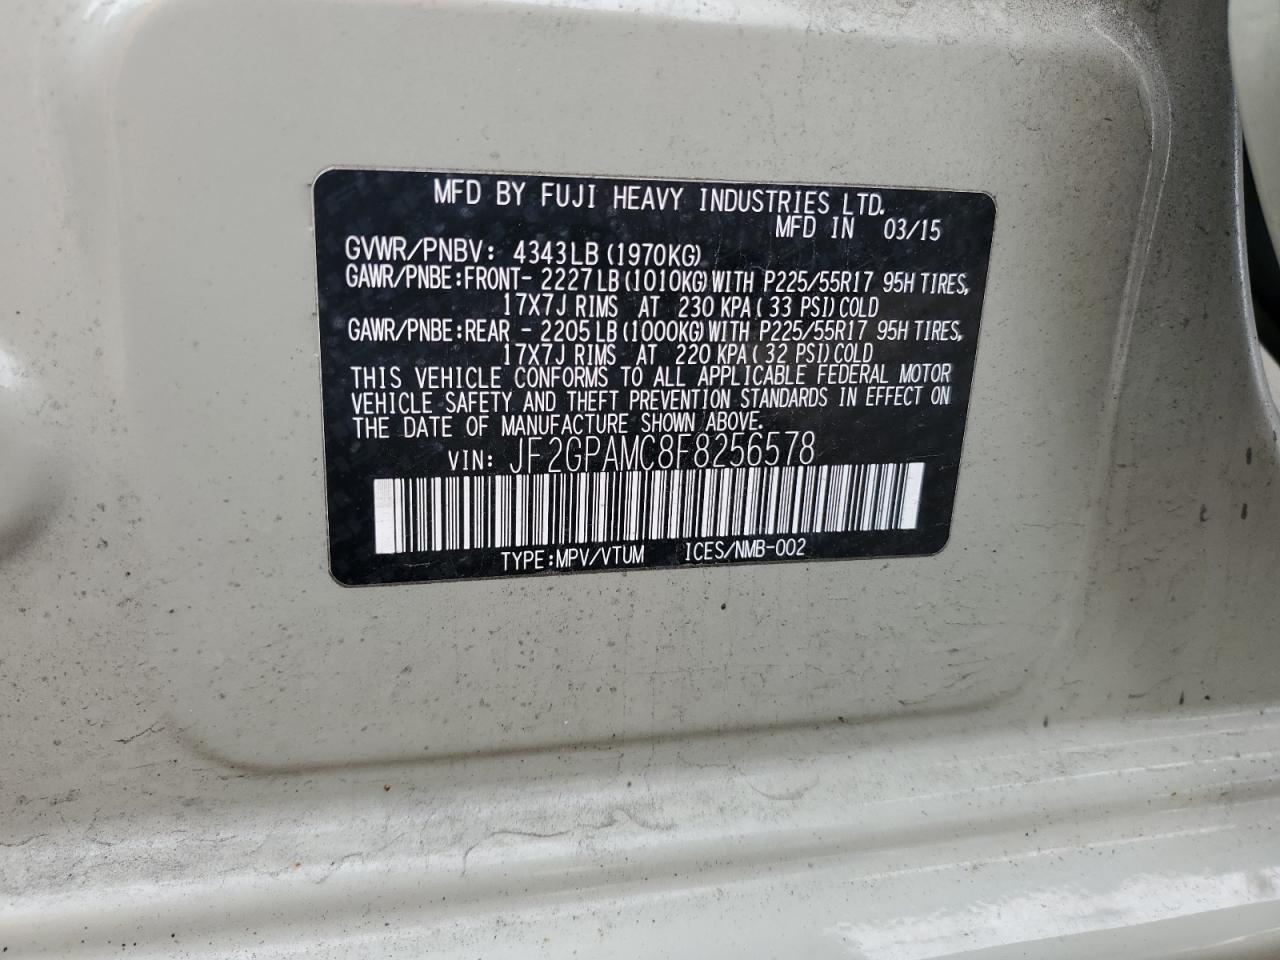 MFD BY FUJI HEAVY INDUSTRIES LTD.
MFD IN 03/15
GVWR/PNBV: 4343LB (1970KG)
GAWR/PNBE:FRONT- 2227LB (1010KG) WITH P225/55R17 95H TIRES,
17X7J RIMS AT 230 KPA ( 33 PSI) COLD
GAWR/PNBE:REAR - 2205LB (1000KG) WITH P225/55R17 95H TIRES,
17X7J RIMS AT 220 KPA ( 32 PSI) COLD
THIS VEHICLE CONFORMS TO ALL APPLICABLE FEDERAL MOTOR
VEHICLE SAFETY AND THEFT PREVENTION STANDARDS IN EFFECT ON
THE DATE OF MANUFACTURE SHOWN ABOVE.
VIN: JF2GPAMC8F8256578
TYPE:MPV/VTUM ICES/NMB-002